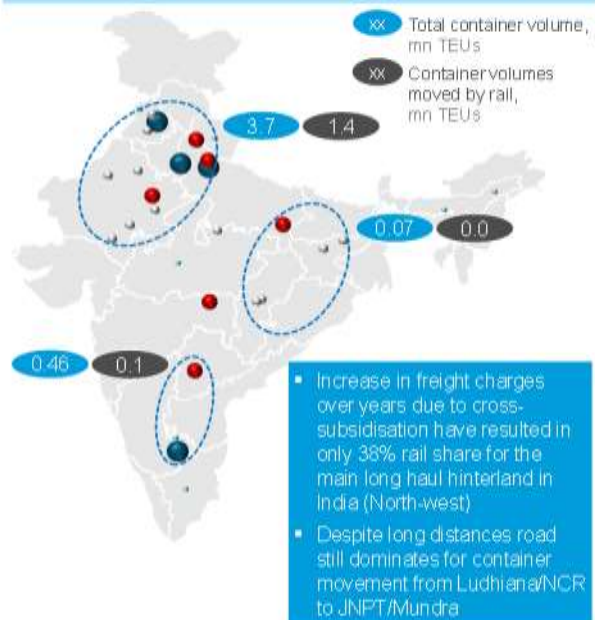 xx Total container volume,
mn TEUs
xx Container volumes
moved by rail,
mn TEUs
3.7 1.4
0.07 0.0
0.46 0.1
▪ Increase in freight charges
over years due to cross-
subsidisation have resulted in
only 38% rail share for the
main long haul hinterland in
India (North-west)
▪ Despite long distances road
still dominates for container
movement from Ludhiana/NCR
to JNPT/Mundra